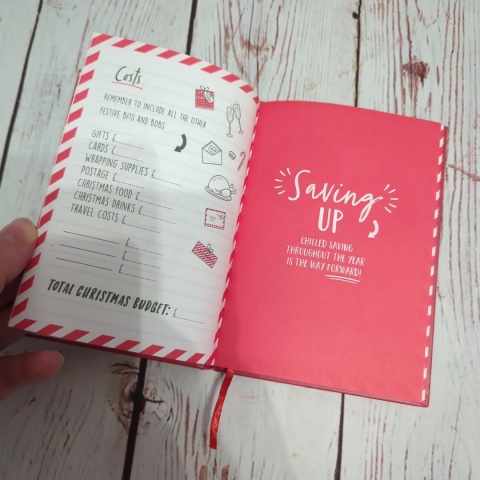 Costs
REMEMBER TO INCLUDE ALL THE OTHER
FESTIVE BITS AND BOBS
GIFTS £
CARDS £
WRAPPING SUPPLIES £
POSTAGE £
CHRISTMAS FOOD £
CHRISTMAS DRINKS £
TRAVEL COSTS £
£
£
£
TOTAL CHRISTMAS BUDGET: £
Saving
UP
CHILLED SAVING
THROUGHOUT THE YEAR
IS THE WAY FORWARD!